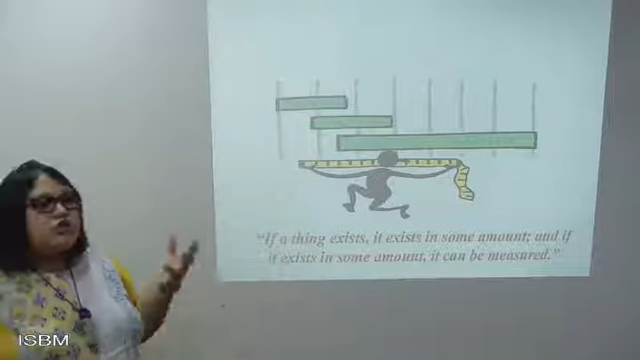 "If a thing exists, it exists in some amount; and if
it exists in some amount, it can be measured."
ISBM